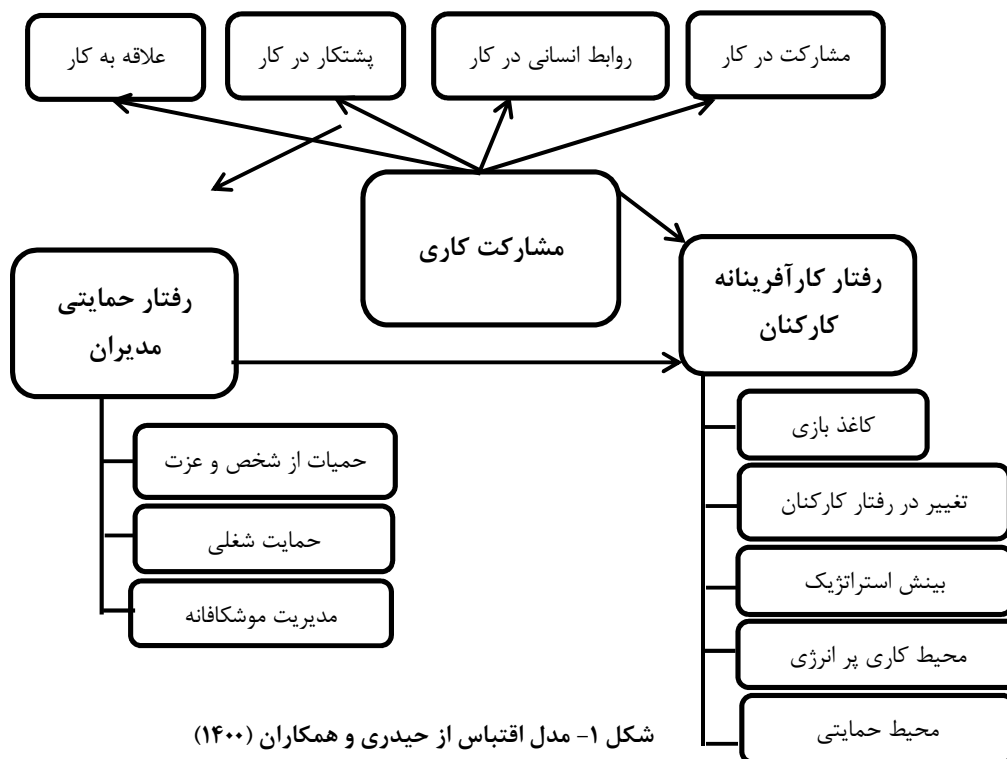 مشارکت در کار
روابط انسانی در کار
پشتکار در کار
علاقه به کار
مشارکت کاری
رفتار کارآفرینانه
کارکنان
رفتار حمایتی
مدیران
کاغذ بازی
تغییر در رفتار کارکنان
بینش استراتژیک
محیط کاری پر انرژی
محیط حمایتی
حمیات از شخص و عزت
حمایت شغلی
مدیریت موشکافانه
شکل ۱- مدل اقتباس از حیدری و همکاران (۱۴۰۰)